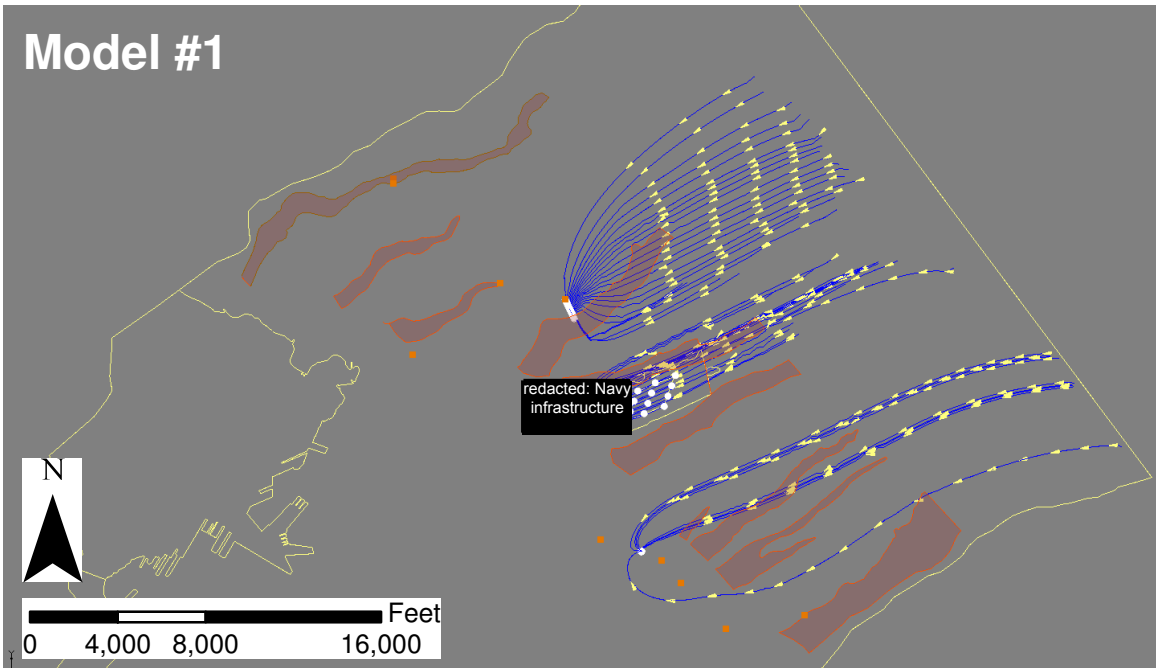 Model #1
redacted: Navy
infrastructure
N
Feet
0 4,000 8,000 16,000
Y